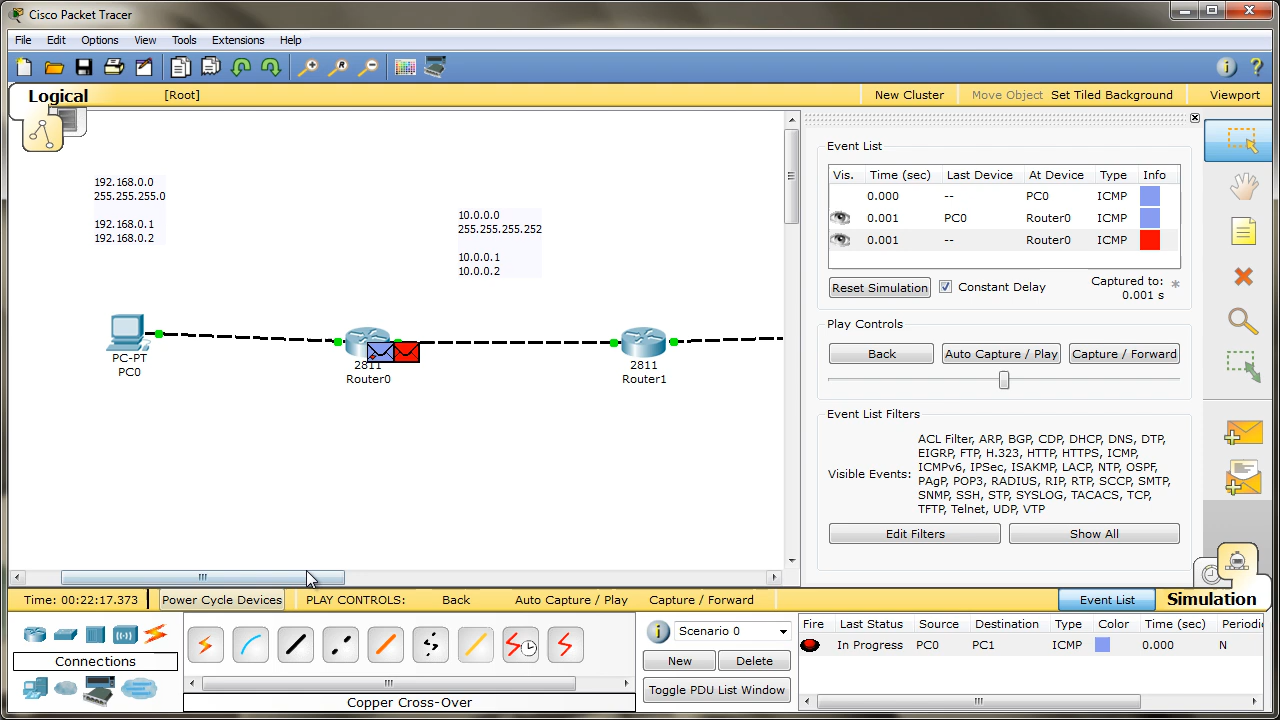 Cisco Packet Tracer
File Edit Options View Tools Extensions Help
Logical [Root] New Cluster Move Object Set Tiled Background Viewport
192.168.0.0
255.255.255.0
192.168.0.1
192.168.0.2
10.0.0.0
255.255.255.252
10.0.0.1
10.0.0.2
PC-PT
PC0
2811
Router0
2811
Router1
Event List
Vis. Time (sec) Last Device At Device Type Info
0.000 -- PC0 ICMP
0.001 PC0 Router0 ICMP
0.001 -- Router0 ICMP
Reset Simulation Constant Delay Captured to: *
0.001 s
Play Controls
Back Auto Capture / Play Capture / Forward
Event List Filters
Visible Events:
ACL Filter, ARP, BGP, CDP, DHCP, DNS, DTP,
EIGRP, FTP, H.323, HTTP, HTTPS, ICMP,
ICMPv6, IPSec, ISAKMP, LACP, NTP, OSPF,
PAgP, POP3, RADIUS, RIP, RTP, SCCP, SMTP,
SNMP, SSH, STP, SYSLOG, TACACS, TCP,
TFTP, Telnet, UDP, VTP
Edit Filters Show All
Time: 00:22:17.373 Power Cycle Devices PLAY CONTROLS: Back Auto Capture / Play Capture / Forward Event List Simulation
Connections
Copper Cross-Over
Scenario 0
New Delete
Toggle PDU List Window
Fire Last Status Source Destination Type Color Time (sec) Periodi
In Progress PC0 PC1 ICMP 0.000 N